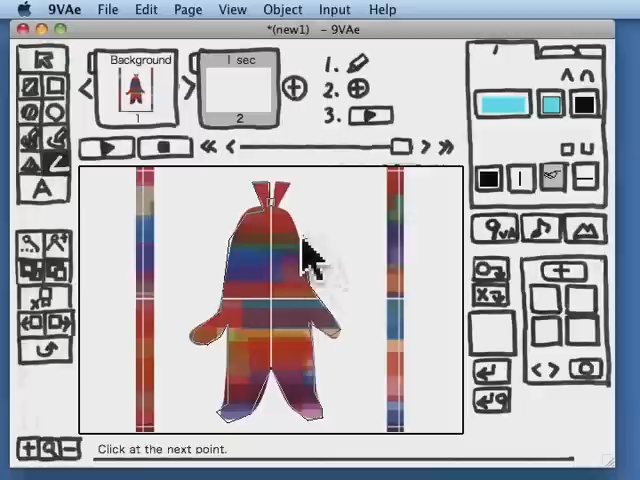 9VAe File Edit Page View Object Input Help
*(new1) - 9VAe
Background
1 sec
1
2
1.
2.
3.
A
9VA
Click at the next point.